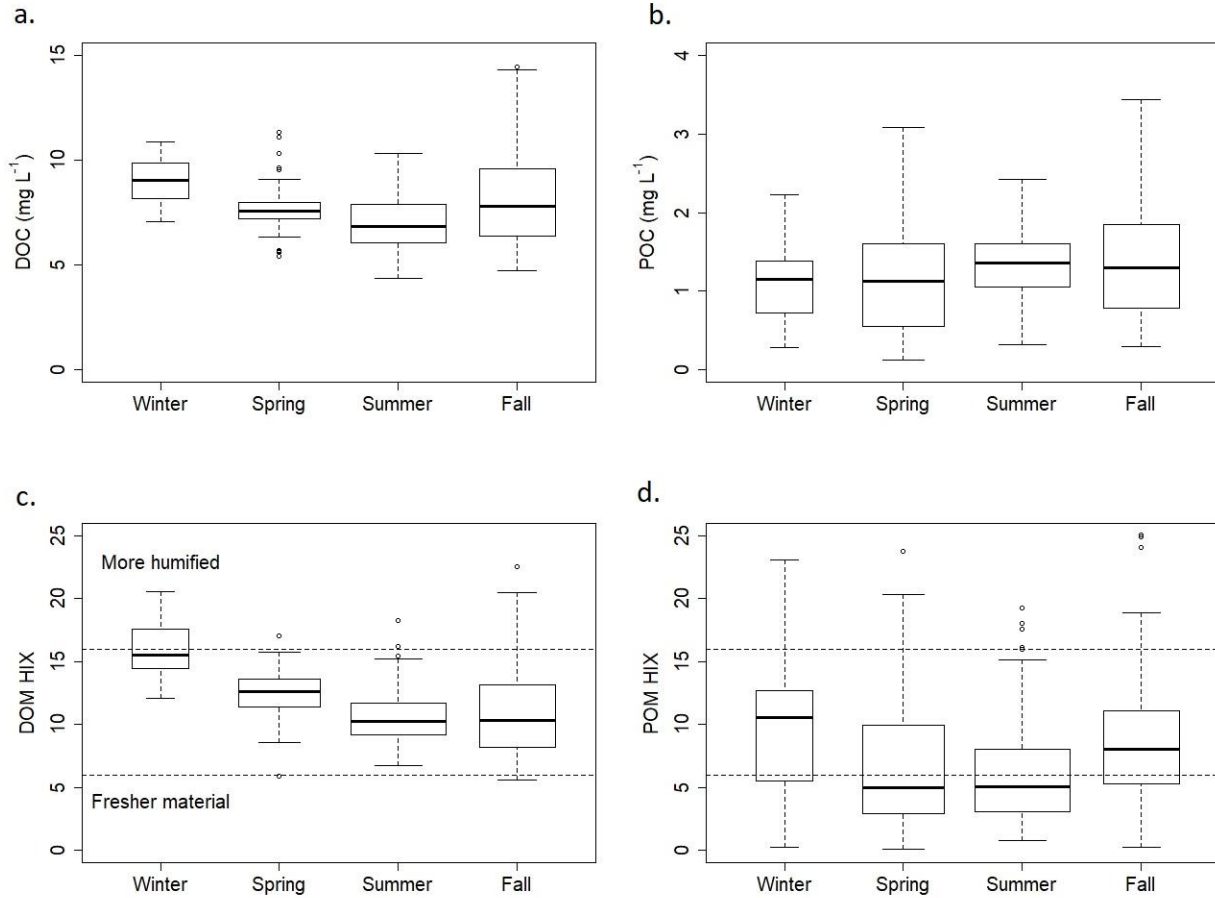 a.
DOC (mg L⁻¹)
15
10
5
0
Winter Spring Summer Fall
b.
POC (mg L⁻¹)
4
3
2
1
0
Winter Spring Summer Fall
c.
DOM HIX
25
20
15
10
5
0
More humified
Fresher material
Winter Spring Summer Fall
d.
POM HIX
25
20
15
10
5
0
Winter Spring Summer Fall